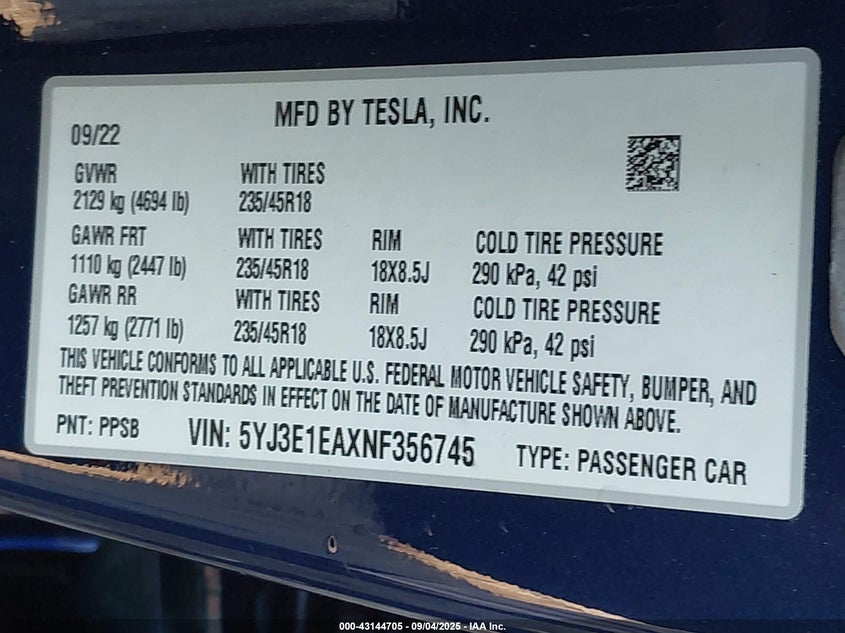 MFD BY TESLA, INC.
09/22
GVWR WITH TIRES
2129 kg (4694 lb) 235/45R18
GAWR FRT WITH TIRES RIM COLD TIRE PRESSURE
1110 kg (2447 lb) 235/45R18 18X8.5J 290 kPa, 42 psi
GAWR RR WITH TIRES RIM COLD TIRE PRESSURE
1257 kg (2771 lb) 235/45R18 18X8.5J 290 kPa, 42 psi
THIS VEHICLE CONFORMS TO ALL APPLICABLE U.S. FEDERAL MOTOR VEHICLE SAFETY, BUMPER, AND
THEFT PREVENTION STANDARDS IN EFFECT ON THE DATE OF MANUFACTURE SHOWN ABOVE.
PNT: PPSB VIN: 5YJ3E1EAXNF356745 TYPE: PASSENGER CAR
000-43144705 - 09/04/2025 - IAA Inc.